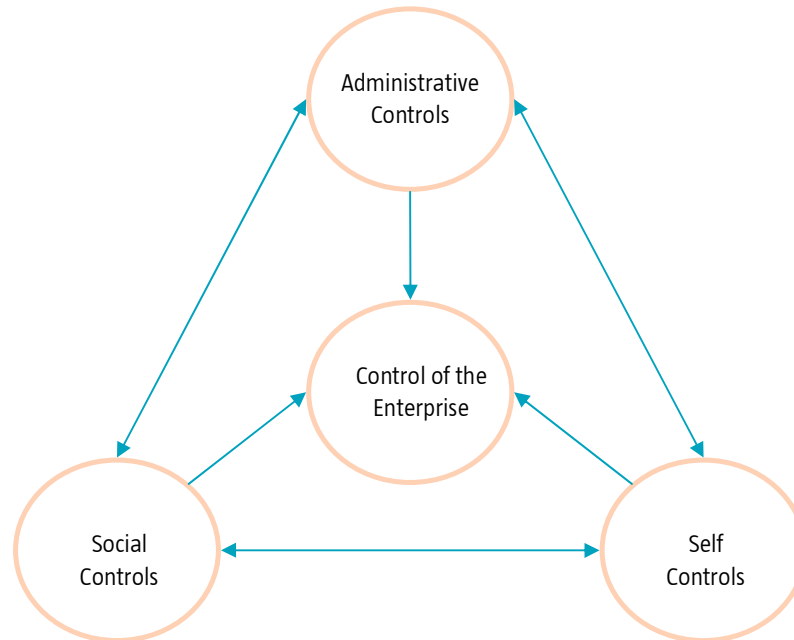 Administrative
Controls
Control of the
Enterprise
Social
Controls
Self
Controls